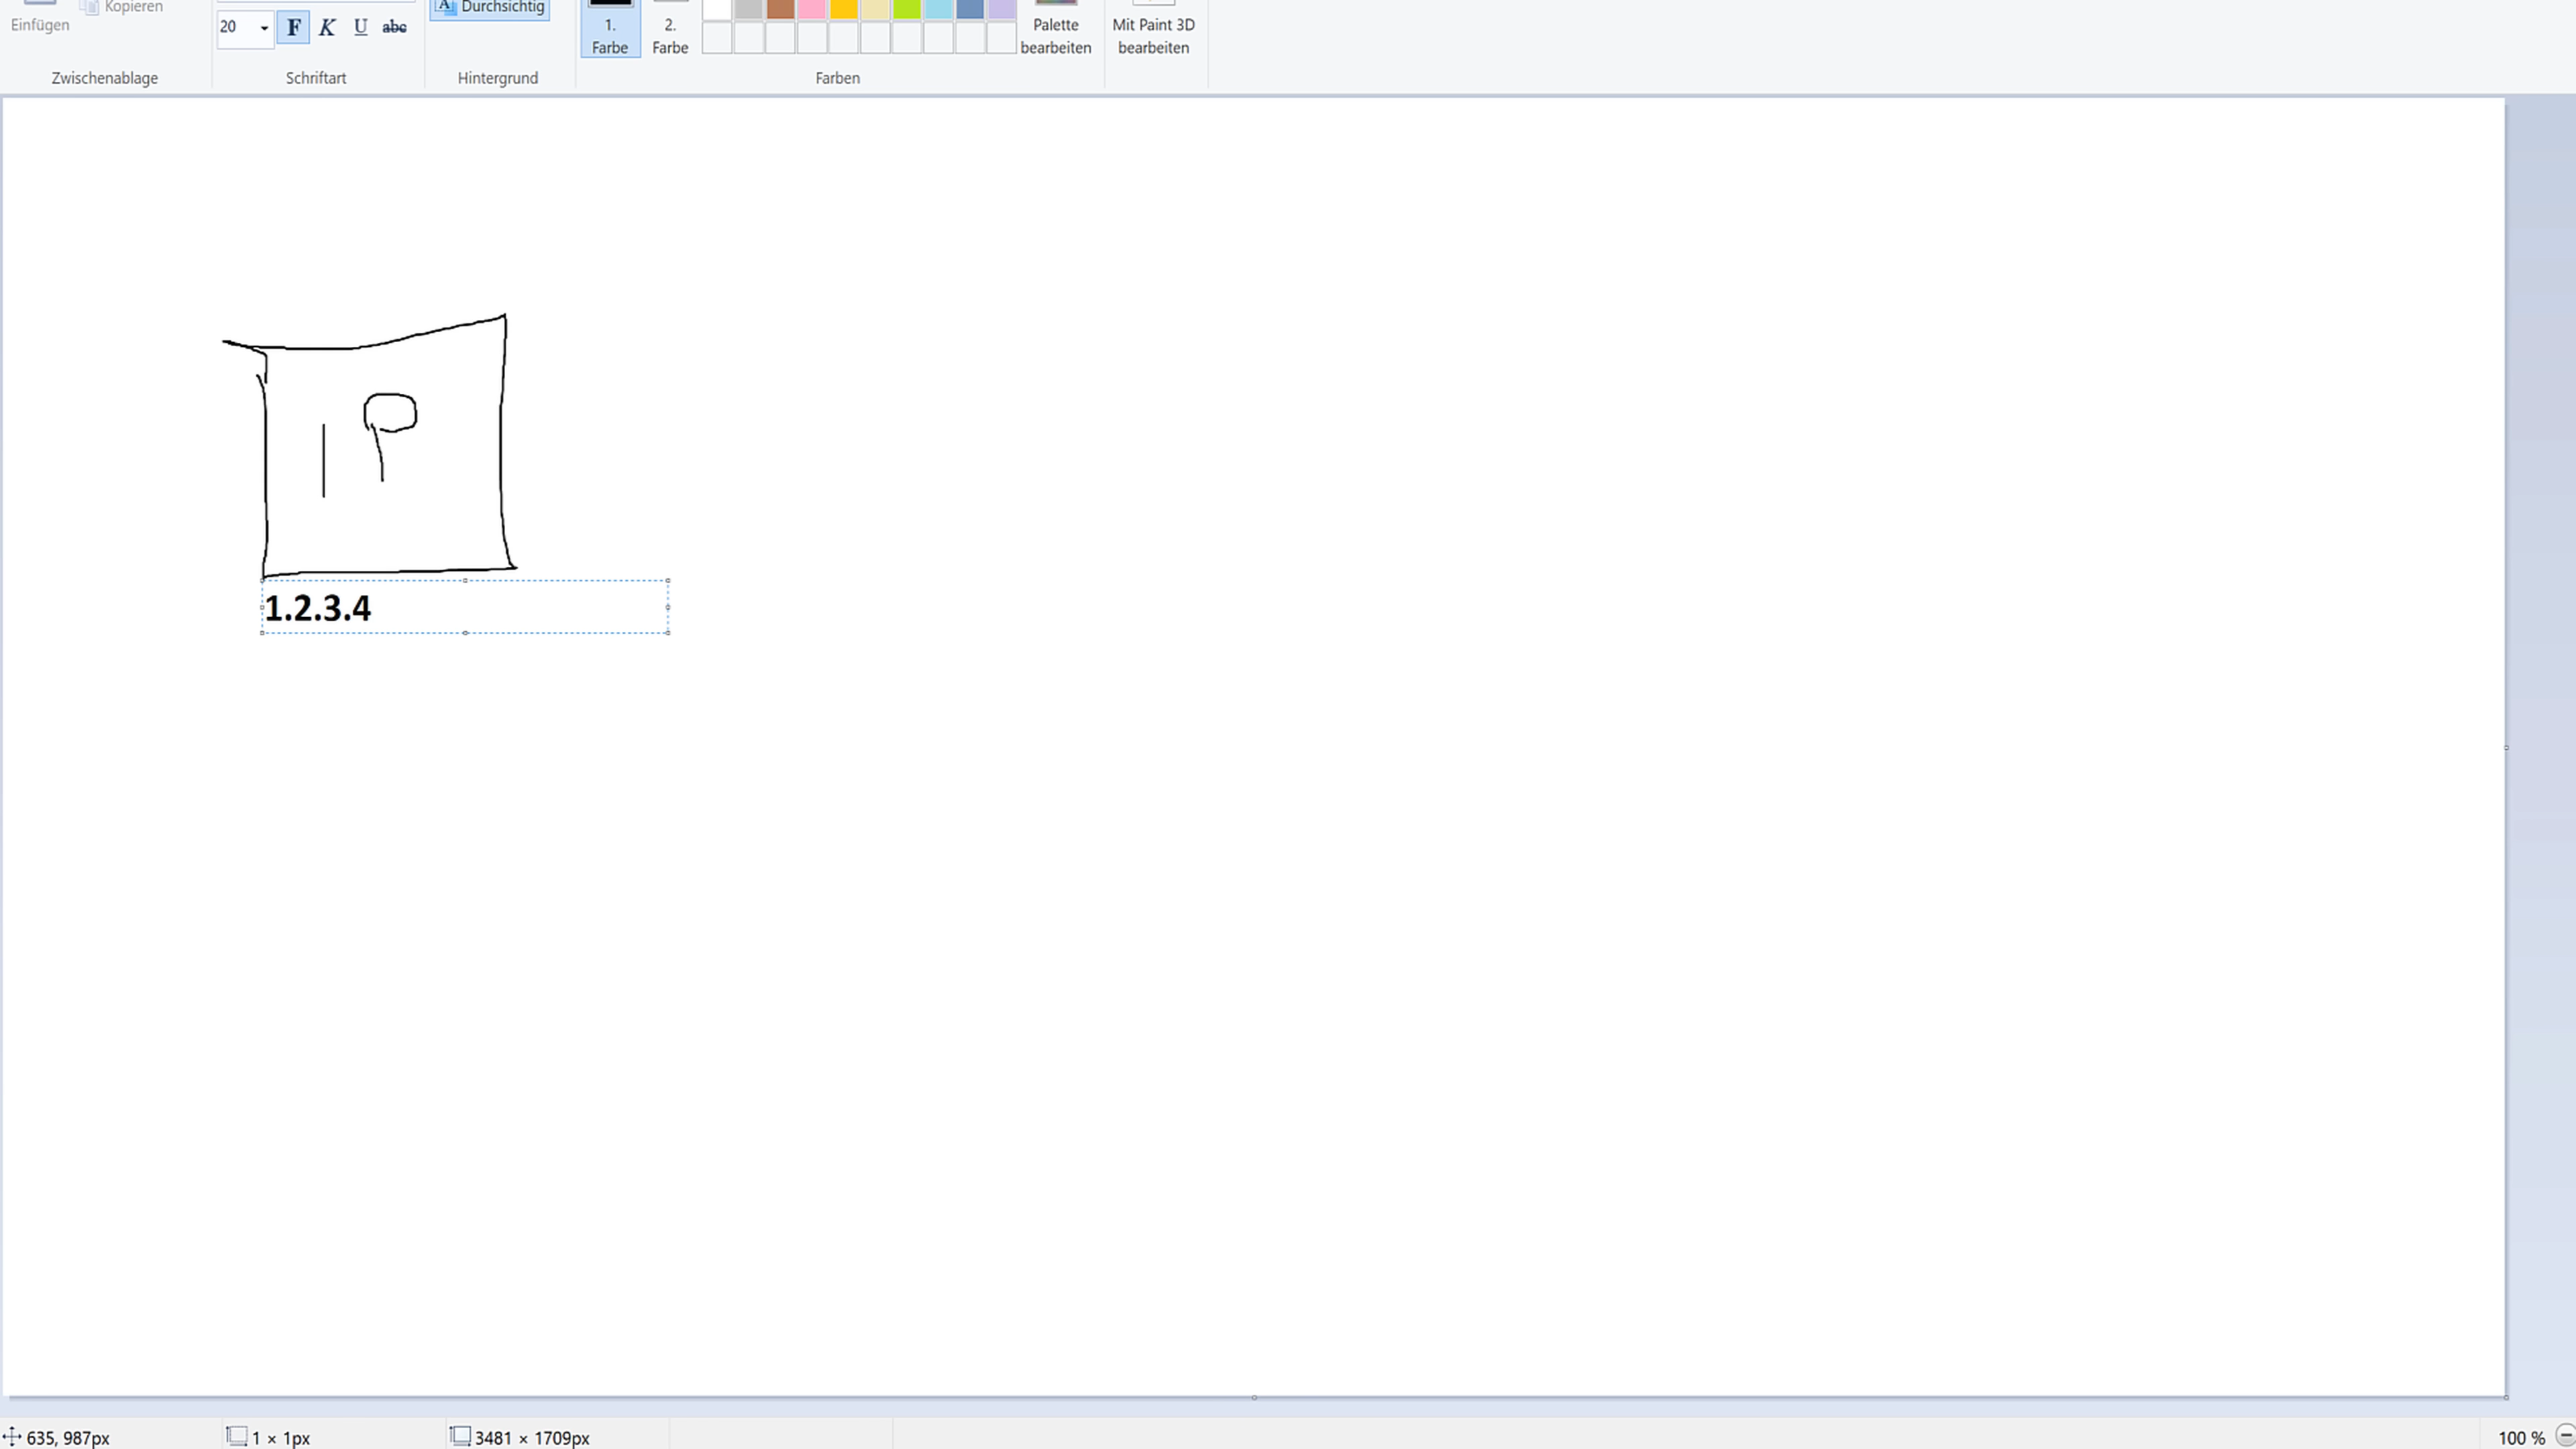 Einfügen
Kopieren
20 F K U abc
Durchsichtig
1. Farbe
2. Farbe
Palette bearbeiten
Mit Paint 3D bearbeiten
Zwischenablage
Schriftart
Hintergrund
Farben
IP
1.2.3.4
635, 987px
1 × 1px
3481 × 1709px
100 %